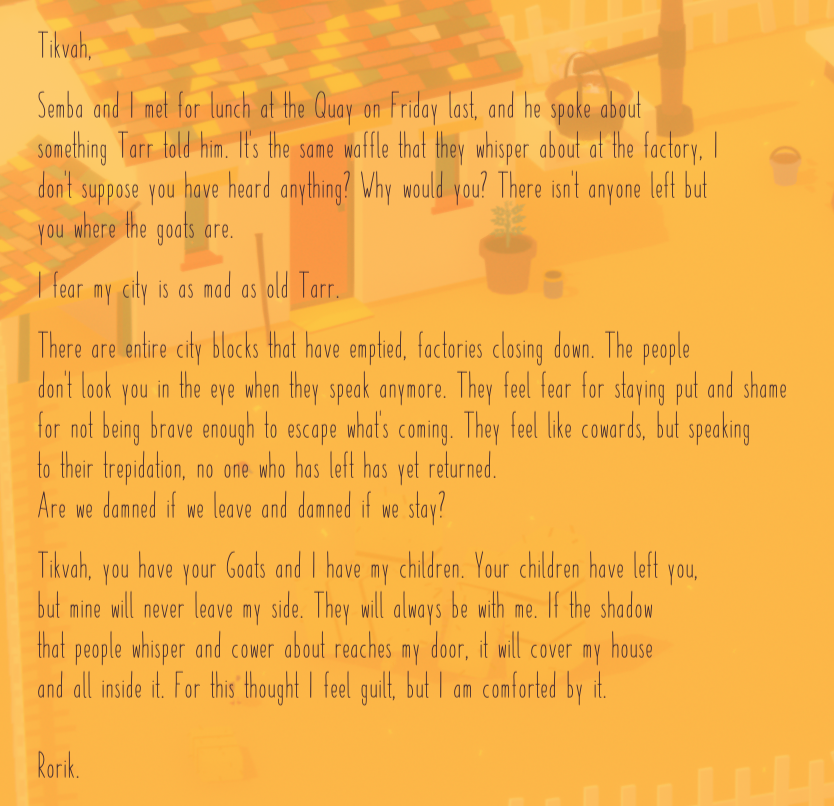 Tikvah,
Semba and I met for lunch at the Quay on Friday last, and he spoke about
something Tarr told him. It's the same waffle that they whisper about at the factory, I
don't suppose you have heard anything? Why would you? There isn't anyone left but
you where the goats are.
I fear my city is as mad as old Tarr.
There are entire city blocks that have emptied, factories closing down. The people
don't look you in the eye when they speak anymore. They feel fear for staying put and shame
for not being brave enough to escape what's coming. They feel like cowards, but speaking
to their trepidation, no one who has left has yet returned.
Are we damned if we leave and damned if we stay?
Tikvah, you have your Goats and I have my children. Your children have left you,
but mine will never leave my side. They will always be with me. If the shadow
that people whisper and cower about reaches my door, it will cover my house
and all inside it. For this thought I feel guilt, but I am comforted by it.
Rorik.